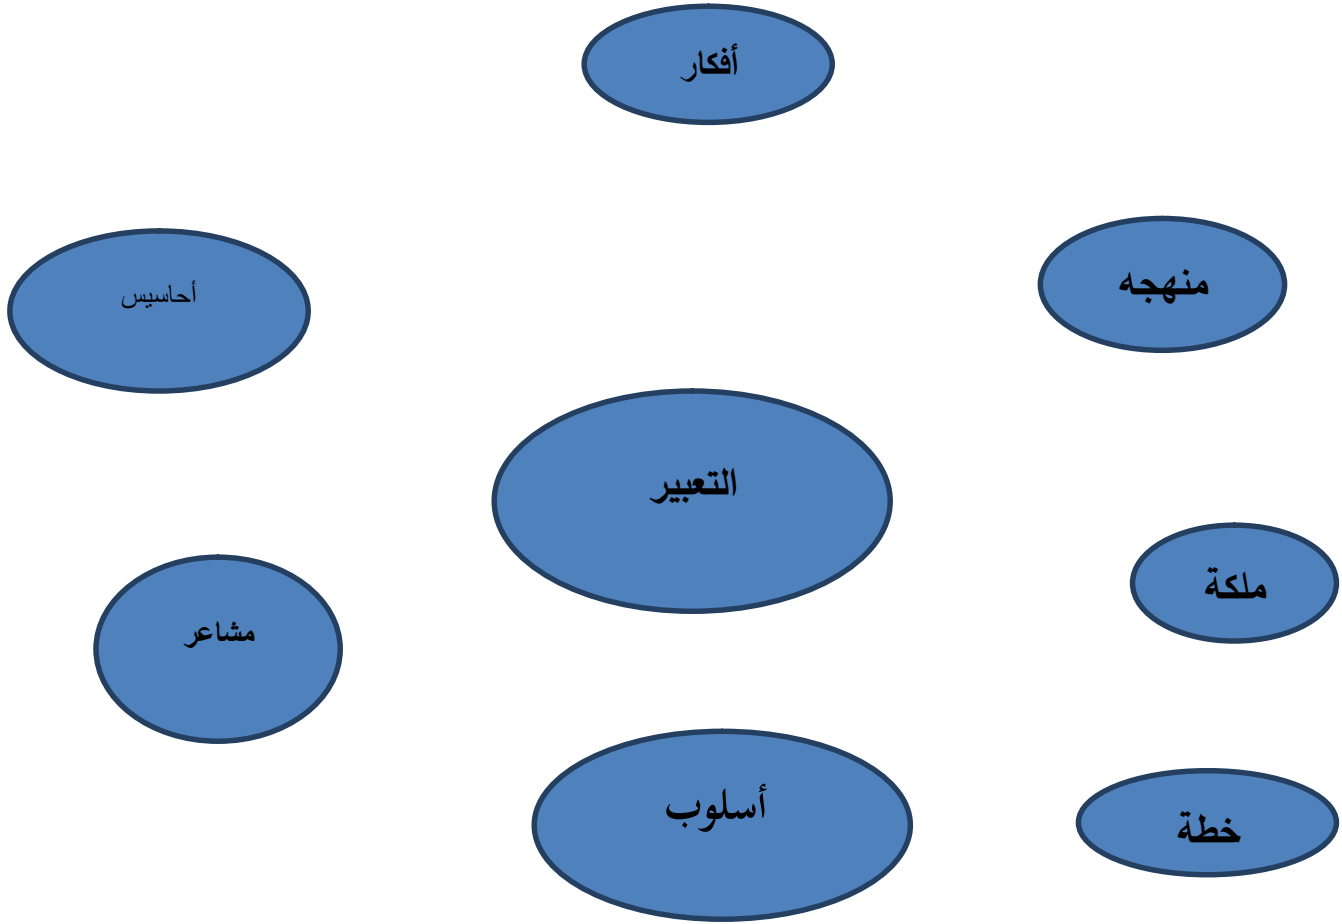 أفكار
منهجه
أحاسيس
التعبير
ملكة
مشاعر
أسلوب
خطة